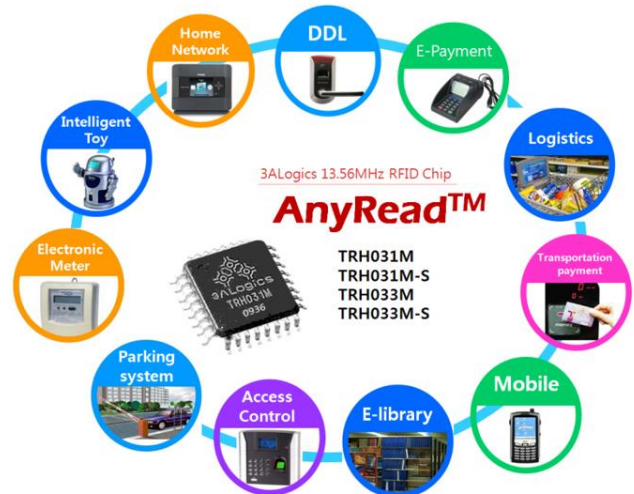 Home
Network
DDL
E-Payment
Intelligent
Toy
Logistics
3ALogics 13.56MHz RFID Chip
AnyRead™
Electronic
Meter
TRH031M
TRH031M-S
TRH033M
TRH033M-S
3ALogics
TRH031M
0936
Transportation
payment
Parking
system
Access
Control
E-library
Mobile